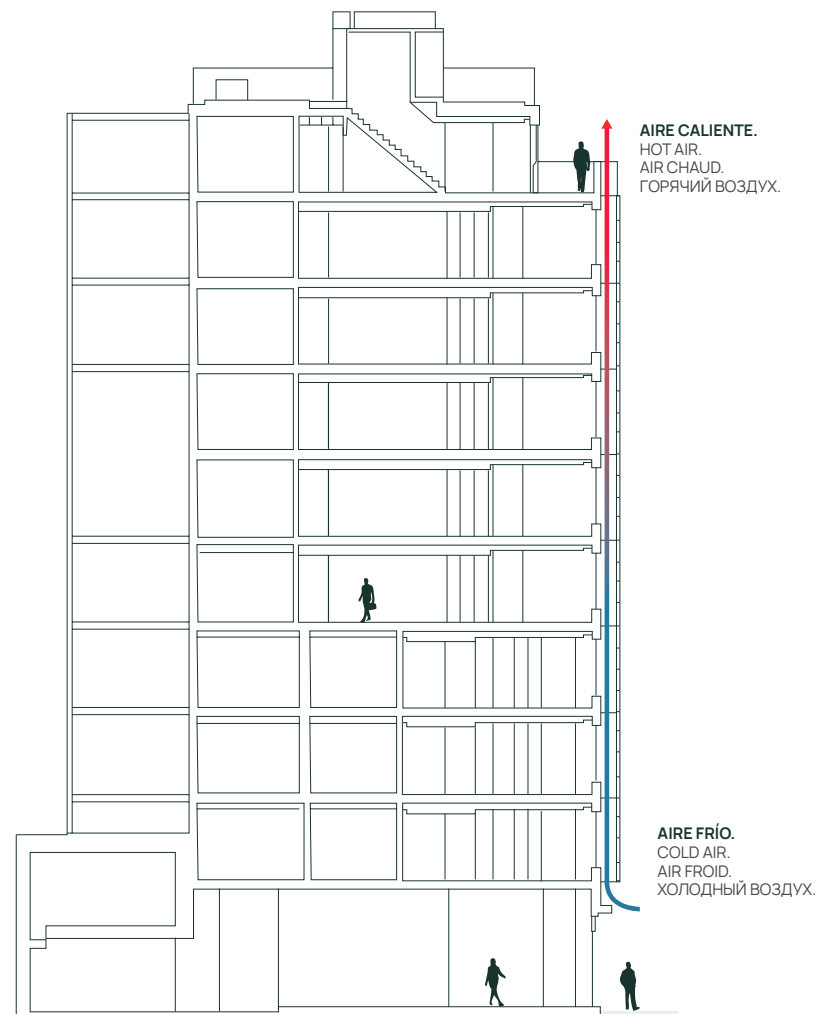 AIRE CALIENTE.
HOT AIR.
AIR CHAUD.
ГОРЯЧИЙ ВОЗДУХ.
AIRE FRÍO.
COLD AIR.
AIR FROID.
ХОЛОДНЫЙ ВОЗДУХ.